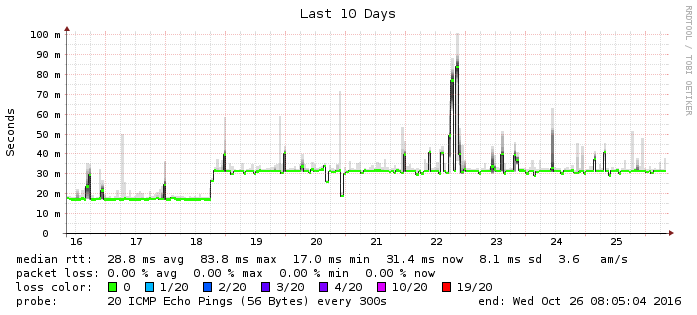 Last 10 Days
RRDTOOL / TOBI OETIKER
Seconds
100 m
90 m
80 m
70 m
60 m
50 m
40 m
30 m
20 m
10 m
0
16 17 18 19 20 21 22 23 24 25
median rtt: 28.8 ms avg 83.8 ms max 17.0 ms min 31.4 ms now 8.1 ms sd 3.6 am/s
packet loss: 0.00 % avg 0.00 % max 0.00 % min 0.00 % now
loss color: 0 1/20 2/20 3/20 4/20 10/20 19/20
probe: 20 ICMP Echo Pings (56 Bytes) every 300s end: Wed Oct 26 08:05:04 2016